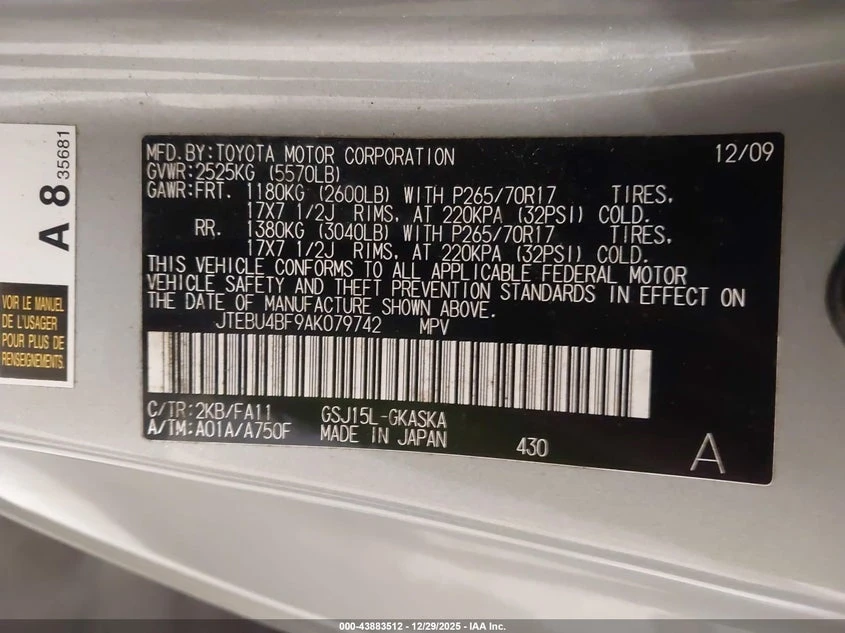 A 8 35681
VOIR LE MANUEL
DE L'USAGER
POUR PLUS DE
RENSEIGNEMENTS.
MFD.BY:TOYOTA MOTOR CORPORATION 12/09
GVWR:2525KG (5570LB)
GAWR:FRT. 1180KG (2600LB) WITH P265/70R17 TIRES,
17X7 1/2J RIMS, AT 220KPA (32PSI) COLD.
RR. 1380KG (3040LB) WITH P265/70R17 TIRES,
17X7 1/2J RIMS, AT 220KPA (32PSI) COLD.
THIS VEHICLE CONFORMS TO ALL APPLICABLE FEDERAL MOTOR
VEHICLE SAFETY AND THEFT PREVENTION STANDARDS IN EFFECT ON
THE DATE OF MANUFACTURE SHOWN ABOVE.
JTEBU4BF9AK079742 MPV
C/TR:2KB/FA11 GSJ15L-GKASKA
A/TM:A01A/A750F MADE IN JAPAN 430 A
000-43883512 - 12/29/2025 - IAA Inc.